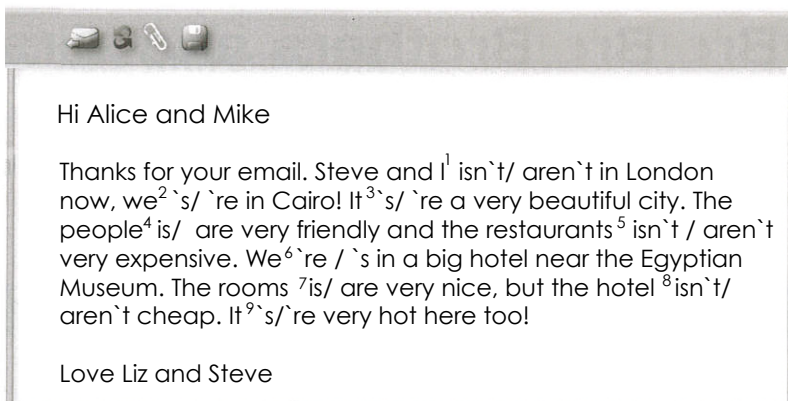 Hi Alice and Mike
Thanks for your email. Steve and I¹ isn`t/ aren`t in London
now, we² `s/ `re in Cairo! It³`s/ `re a very beautiful city. The
people⁴ is/ are very friendly and the restaurants ⁵ isn`t / aren`t
very expensive. We⁶`re / `s in a big hotel near the Egyptian
Museum. The rooms ⁷is/ are very nice, but the hotel ⁸isn`t/
aren`t cheap. It⁹`s/`re very hot here too!
Love Liz and Steve